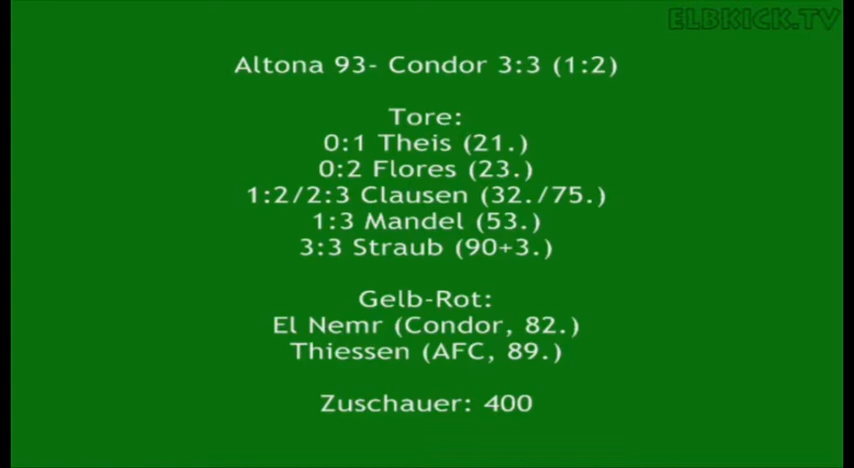 ELBKICK.TV
Altona 93- Condor 3:3 (1:2)
Tore:
0:1 Theis (21.)
0:2 Flores (23.)
1:2/2:3 Clausen (32./75.)
1:3 Mandel (53.)
3:3 Straub (90+3.)
Gelb-Rot:
El Nemr (Condor, 82.)
Thiessen (AFC, 89.)
Zuschauer: 400